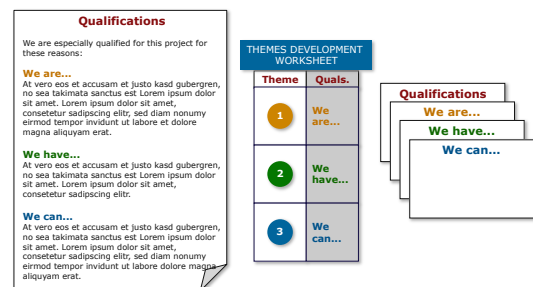 Qualifications
We are especially qualified for this project for
these reasons:
We are...
At vero eos et accusam et justo kasd gubergren,
no sea takimata sanctus est Lorem ipsum dolor
sit amet. Lorem ipsum dolor sit amet,
consetetur sadipscing elitr, sed diam nonumy
eirmod tempor invidunt ut labore et dolore
magna aliquyam erat.
We have...
At vero eos et accusam et justo kasd gubergren,
no sea takimata sanctus est Lorem ipsum dolor
sit amet. Lorem ipsum dolor sit amet,
consetetur sadipscing elitr.
We can...
At vero eos et accusam et justo kasd gubergren,
no sea takimata sanctus est Lorem ipsum dolor
sit amet. Lorem ipsum dolor sit amet,
consetetur sadipscing elitr, sed diam nonumy
eirmod tempor invidunt ut labore et dolore magna
aliquyam erat.
THEMES DEVELOPMENT
WORKSHEET
Theme Quals.
1 We
are...
2 We
have...
3 We
can...
Qualifications
We are...
We have...
We can...